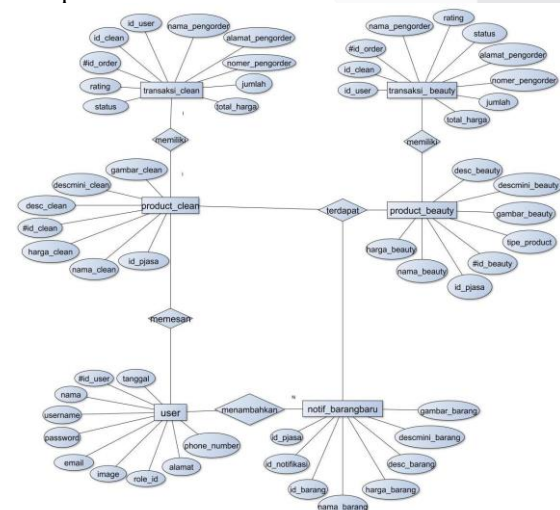 id_user
nama_pengorder
id_clean
alamat_pengorder
#id_order
nomer_pengorder
rating
transaksi_clean
jumlah
status
total_harga
rating
nama_pengorder
status
#id_order
alamat_pengorder
id_clean
nomer_pengorder
id_user
transaksi_ beauty
jumlah
total_harga
memiliki
memiliki
gambar_clean
descmini_clean
desc_clean
product_clean
#id_clean
harga_clean
nama_clean
id_pjasa
terdapat
desc_beauty
descmini_beauty
product_beauty
gambar_beauty
tipe_product
harga_beauty
#id_beauty
nama_beauty
id_pjasa
memesan
#id_user
tanggal
nama
username
user
password
phone_number
email
image
role_id
alamat
menambahkan
notif_barangbaru
gambar_barang
id_pjasa
descmini_barang
id_notifikasi
desc_barang
id_barang
harga_barang
nama_barang